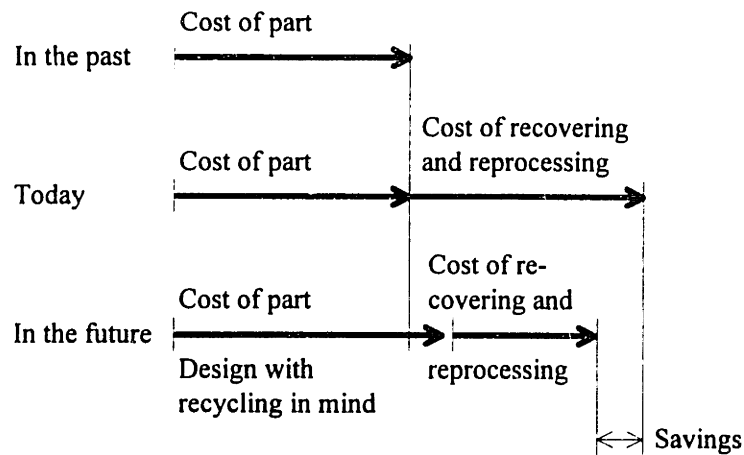 Cost of part
In the past
Cost of recovering
Cost of part
and reprocessing
Today
Cost of re-
Cost of part
covering and
In the future
Design with
reprocessing
recycling in mind
Savings